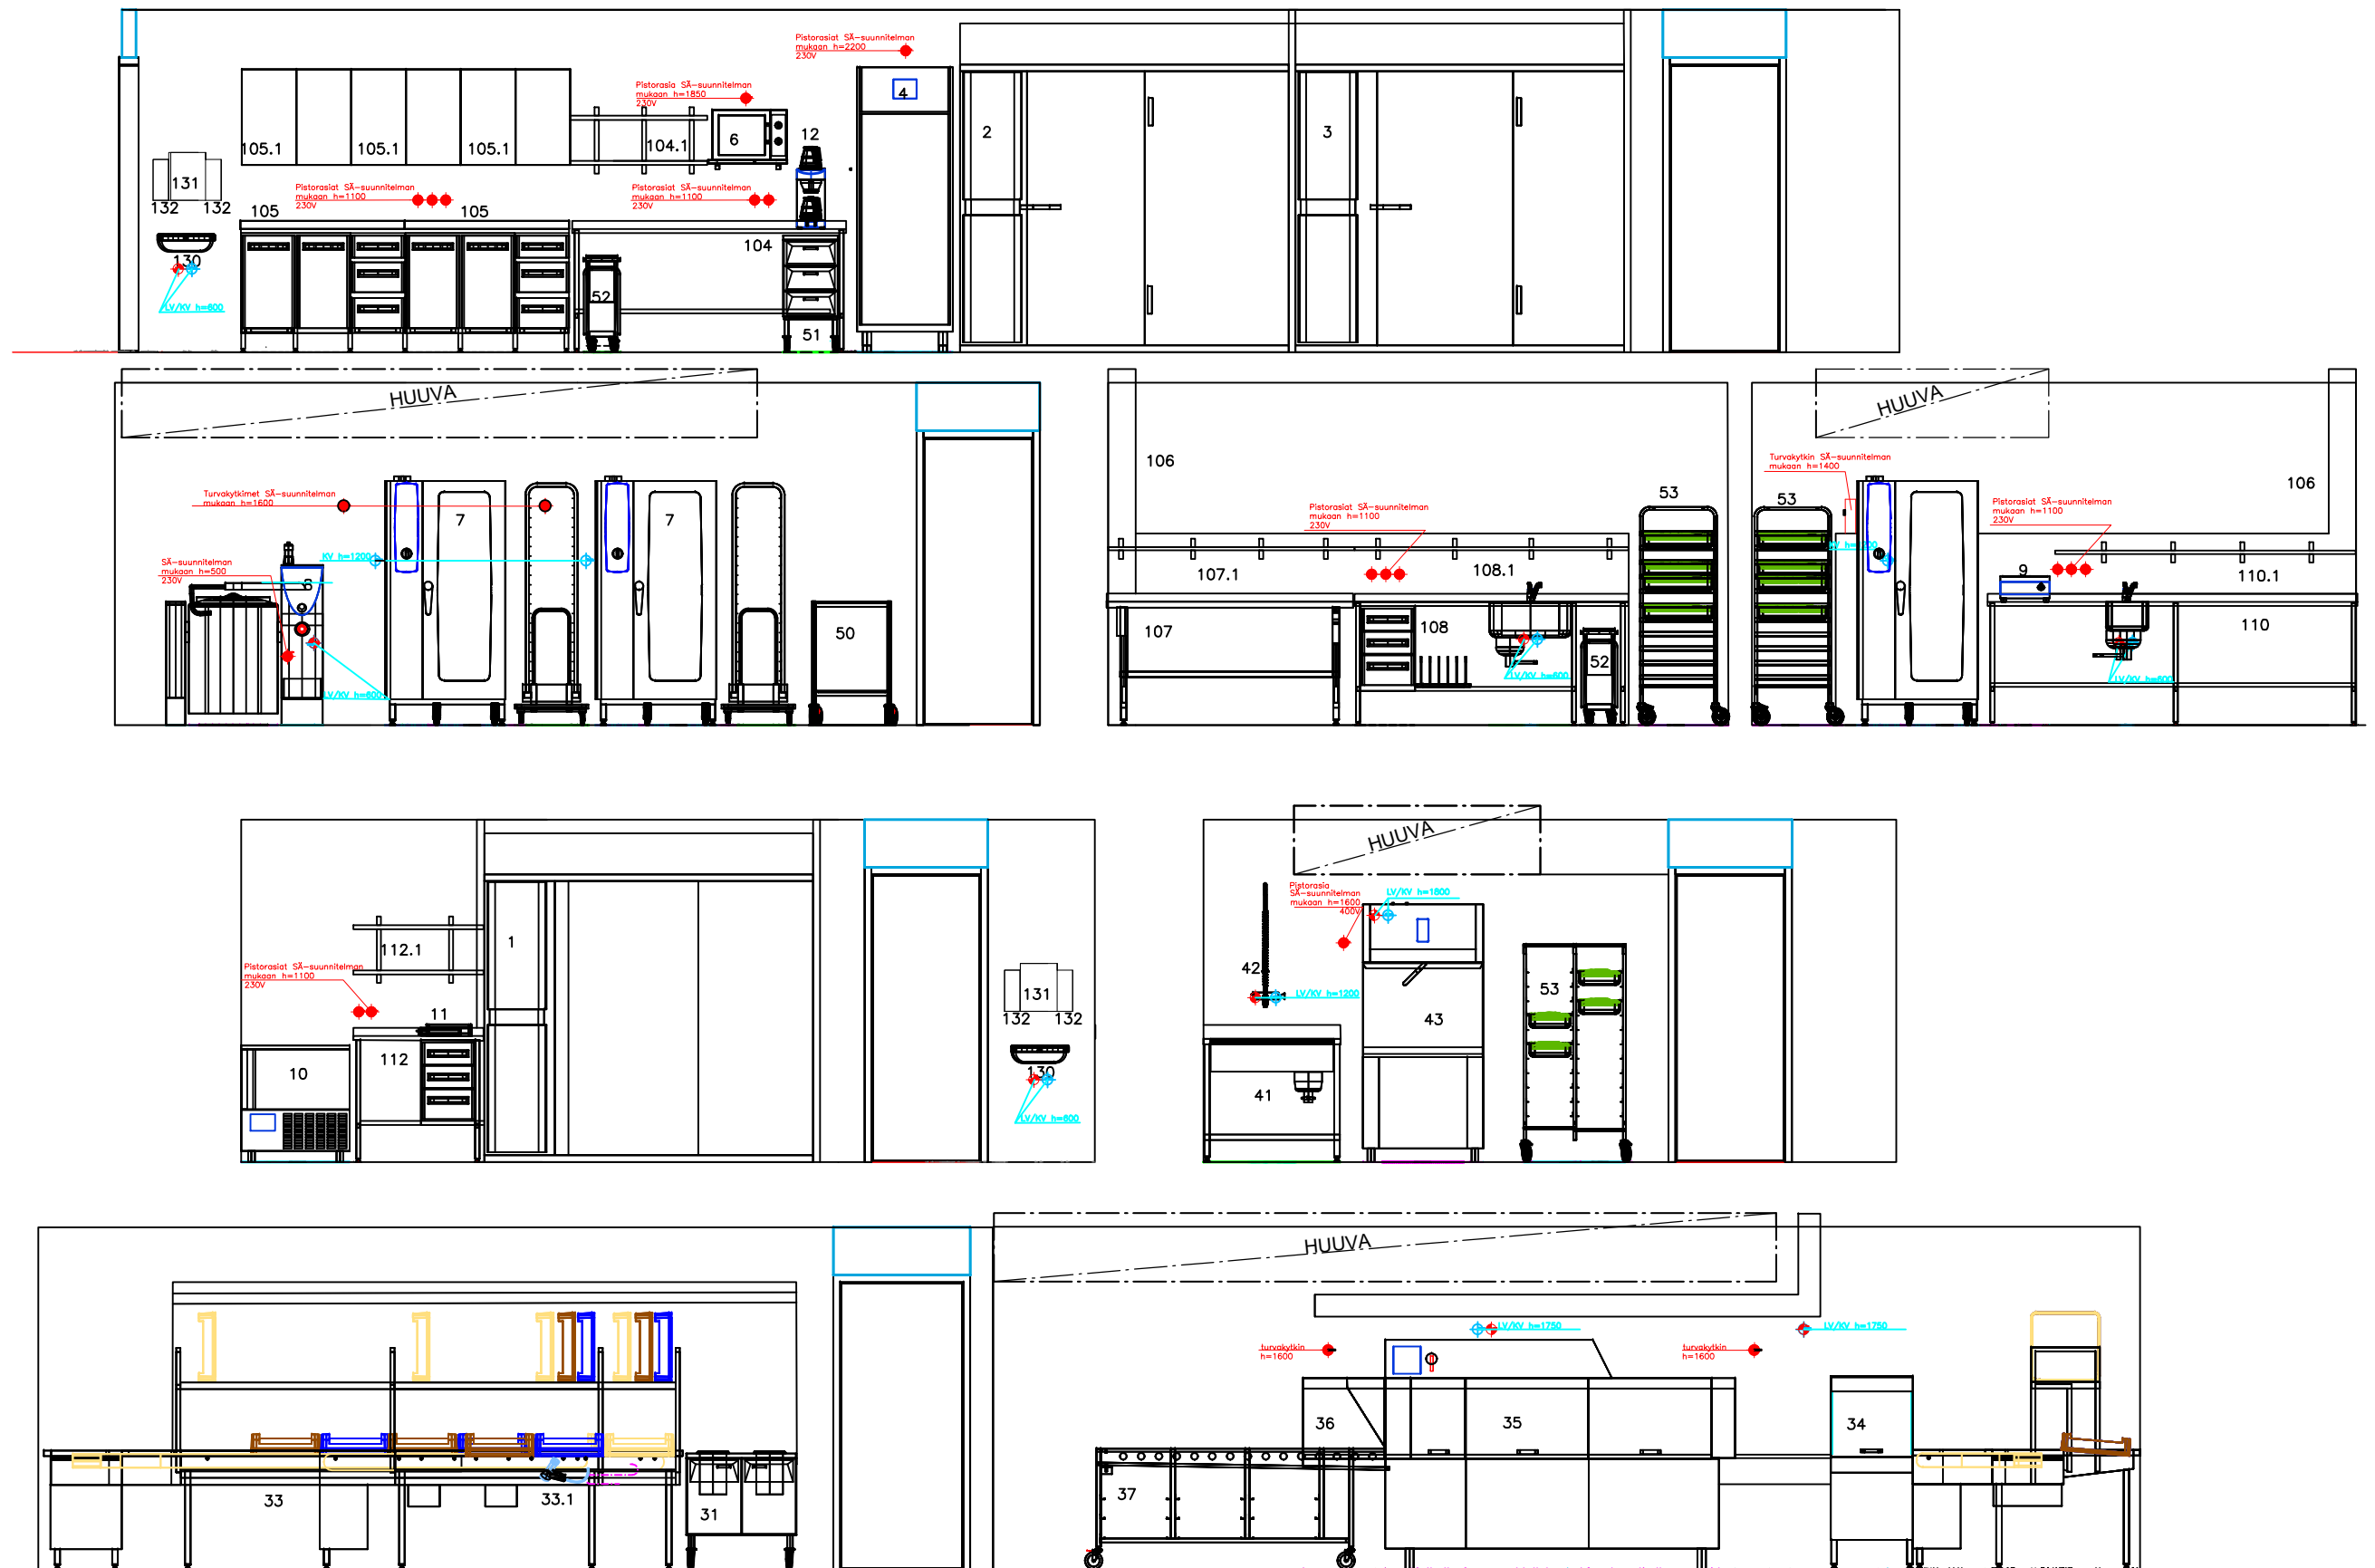 Pistorasiat SÄ-suunnitelman
mukaan h=2200
230V
4
Pistorasia SÄ-suunnitelman
mukaan h=1850
230V
2
3
12
6
105.1
105.1
105.1
104.1
131
132
132
Pistorasiat SÄ-suunnitelman
mukaan h=1100
230V
Pistorasiat SÄ-suunnitelman
mukaan h=1100
230V
105
105
104
130
52
LV/KV h=600
51
HUUVA
HUUVA
106
Turvakytkin SÄ-suunnitelman
mukaan h=1400
106
Turvakytkimet SÄ-suunnitelman
mukaan h=1600
7
7
53
53
Pistorasiat SÄ-suunnitelman
mukaan h=1100
230V
Pistorasiat SÄ-suunnitelman
mukaan h=1100
230V
KV h=1200
SÄ-suunnitelman
mukaan h=500
230V
107.1
108.1
9
110.1
50
107
108
110
52
LV/KV h=600
LV/KV h=600
LV/KV h=600
HUUVA
Pistorasia
SÄ-suunnitelman
mukaan h=1600
400V
LV/KV h=1600
112.1
1
Pistorasiat SÄ-suunnitelman
mukaan h=1100
230V
131
132
132
42
LV/KV h=1200
53
43
11
112
10
130
41
LV/KV h=600
HUUVA
LV/KV h=1750
LV/KV h=1750
turvakytkin
h=1600
turvakytkin
h=1600
36
35
34
33
33.1
31
37